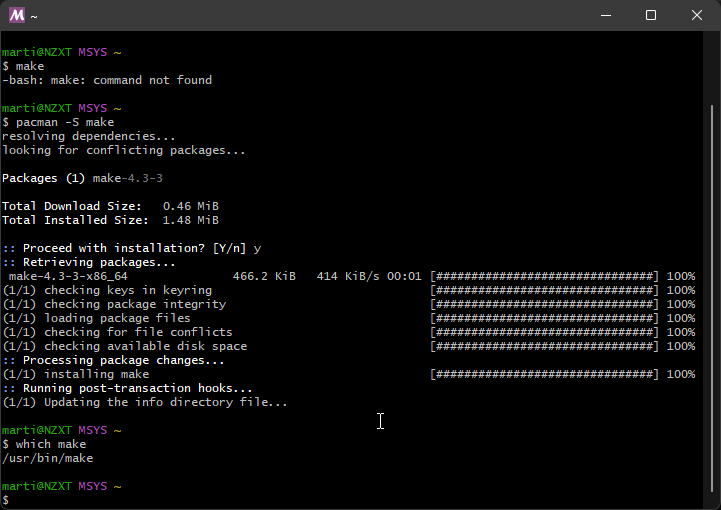 M ~
marti@NZXT MSYS ~
$ make
-bash: make: command not found
marti@NZXT MSYS ~
$ pacman -S make
resolving dependencies...
looking for conflicting packages...
Packages (1) make-4.3-3
Total Download Size:   0.46 MiB
Total Installed Size:  1.48 MiB
:: Proceed with installation? [Y/n] y
:: Retrieving packages...
 make-4.3-3-x86_64               466.2 KiB   414 KiB/s 00:01 [###############################] 100%
(1/1) checking keys in keyring                               [###############################] 100%
(1/1) checking package integrity                             [###############################] 100%
(1/1) loading package files                                  [###############################] 100%
(1/1) checking for file conflicts                            [###############################] 100%
(1/1) checking available disk space                          [###############################] 100%
:: Processing package changes...
(1/1) installing make                                        [###############################] 100%
:: Running post-transaction hooks...
(1/1) Updating the info directory file...
marti@NZXT MSYS ~
$ which make
/usr/bin/make
marti@NZXT MSYS ~
$